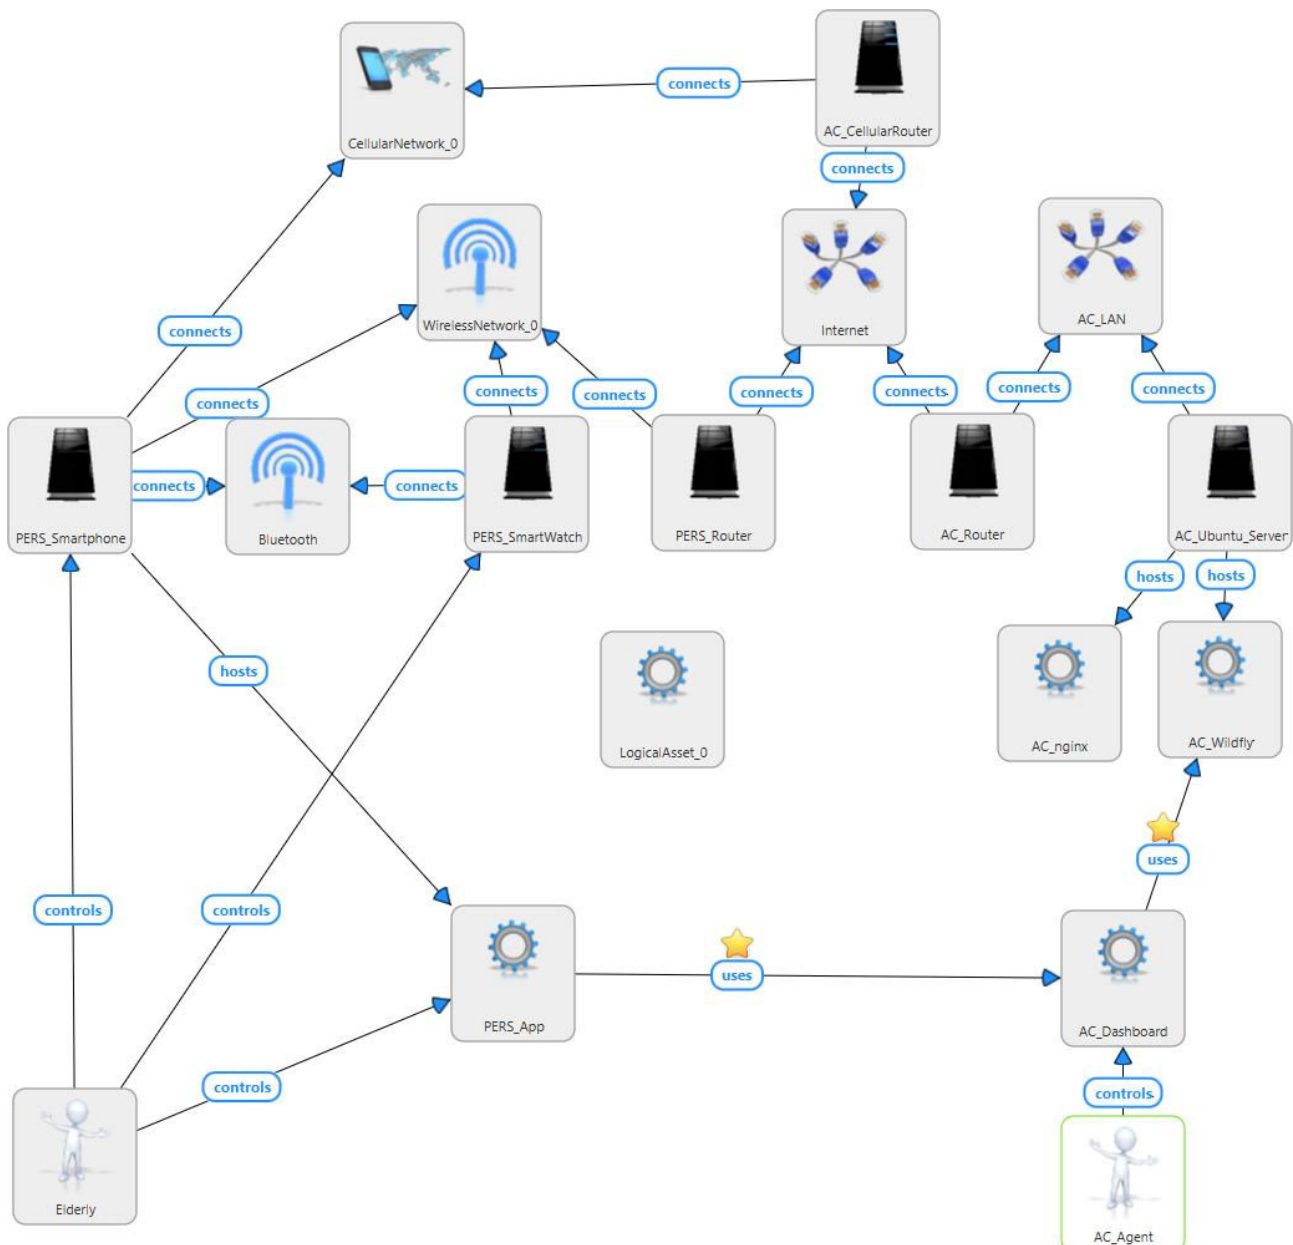 connects
AC_CellularRouter
CellularNetwork_0
connects
WirelessNetwork_0
Internet
AC_LAN
connects
connects
connects
connects
connects
connects
connects
connects
connects
connects
connects
PERS_Smartphone
Bluetooth
PERS_SmartWatch
PERS_Router
AC_Router
AC_Ubuntu_Server
hosts
hosts
hosts
LogicalAsset_0
AC_nginx
AC_Wildfly
uses
controls
controls
uses
PERS_App
AC_Dashboard
controls
controls
Elderly
AC_Agent